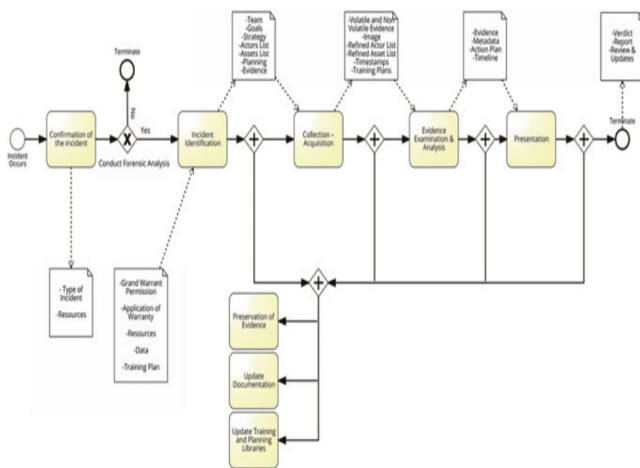 -Team
-Goals
-Strategy
-Actors List
-Assets List
-Planning
-Evidence
-Volatile and Non
Volatile Evidence
-Image
-Refined Actor List
-Refined Asset List
-Timestamps
-Training Plans
-Evidence
-Metadata
-Action Plan
-Timeline
-Verdict
-Report
-Review &
Updates
Terminate
No
Yes
Incident
Occurs
Confirmation of
the incident
Conduct Forensic Analysis
Incident
Identification
Collection -
Acquisition
Evidence
Examination &
Analysis
Presentation
Terminate
- Type of
Incident
-Resources
-Grand Warrant
Permission
-Application of
Warranty
-Resources
-Data
-Training Plan
Preservation of
Evidence
Update
Documentation
Update Training
and Planning
Libraries